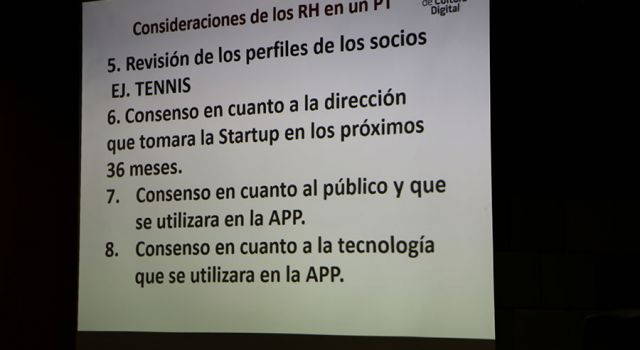 Consideraciones de los RH en un PT
de Cultura
Digital
5. Revisión de los perfiles de los socios
EJ. TENNIS
6. Consenso en cuanto a la dirección
que tomara la Startup en los próximos
36 meses.
7. Consenso en cuanto al público y que
se utilizara en la APP.
8. Consenso en cuanto a la tecnología
que se utilizara en la APP.